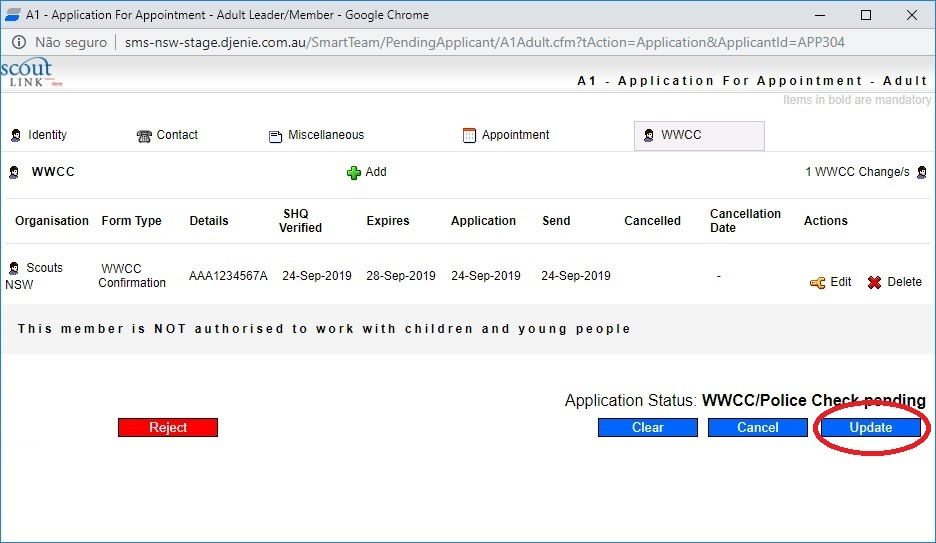 A1 - Application For Appointment - Adult Leader/Member - Google Chrome
Não seguro | sms-nsw-stage.djenie.com.au/SmartTeam/PendingApplicant/A1Adult.cfm?tAction=Application&ApplicantId=APP304
scout
LINK
A1 - Application For Appointment - Adult
Items in bold are mandatory
Identity Contact Miscellaneous Appointment WWCC
WWCC Add 1 WWCC Change/s
Organisation Form Type Details SHQ Verified Expires Application Send Cancelled Cancellation Date Actions
Scouts NSW WWCC Confirmation AAA1234567A 24-Sep-2019 28-Sep-2019 24-Sep-2019 24-Sep-2019 - Edit Delete
This member is NOT authorised to work with children and young people
Application Status: WWCC/Police Check pending
Reject Clear Cancel Update